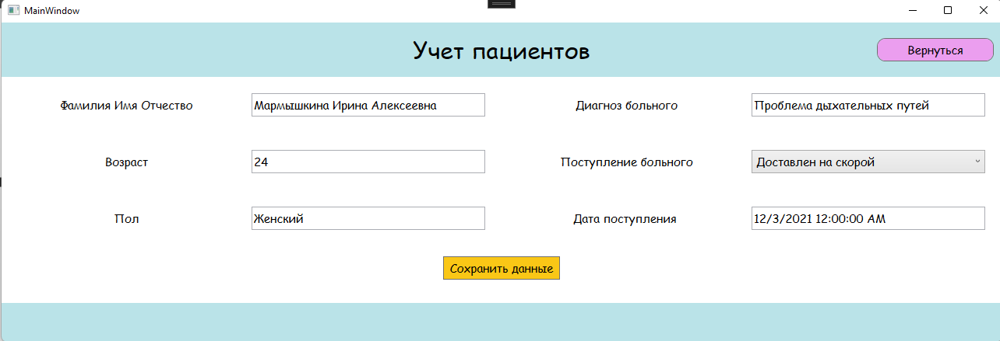 MainWindow
Учет пациентов
Вернуться
Фамилия Имя Отчество
Мармышкина Ирина Алексеевна
Диагноз больного
Проблема дыхательных путей
Возраст
24
Поступление больного
Доставлен на скорой
Пол
Женский
Дата поступления
12/3/2021 12:00:00 AM
Сохранить данные